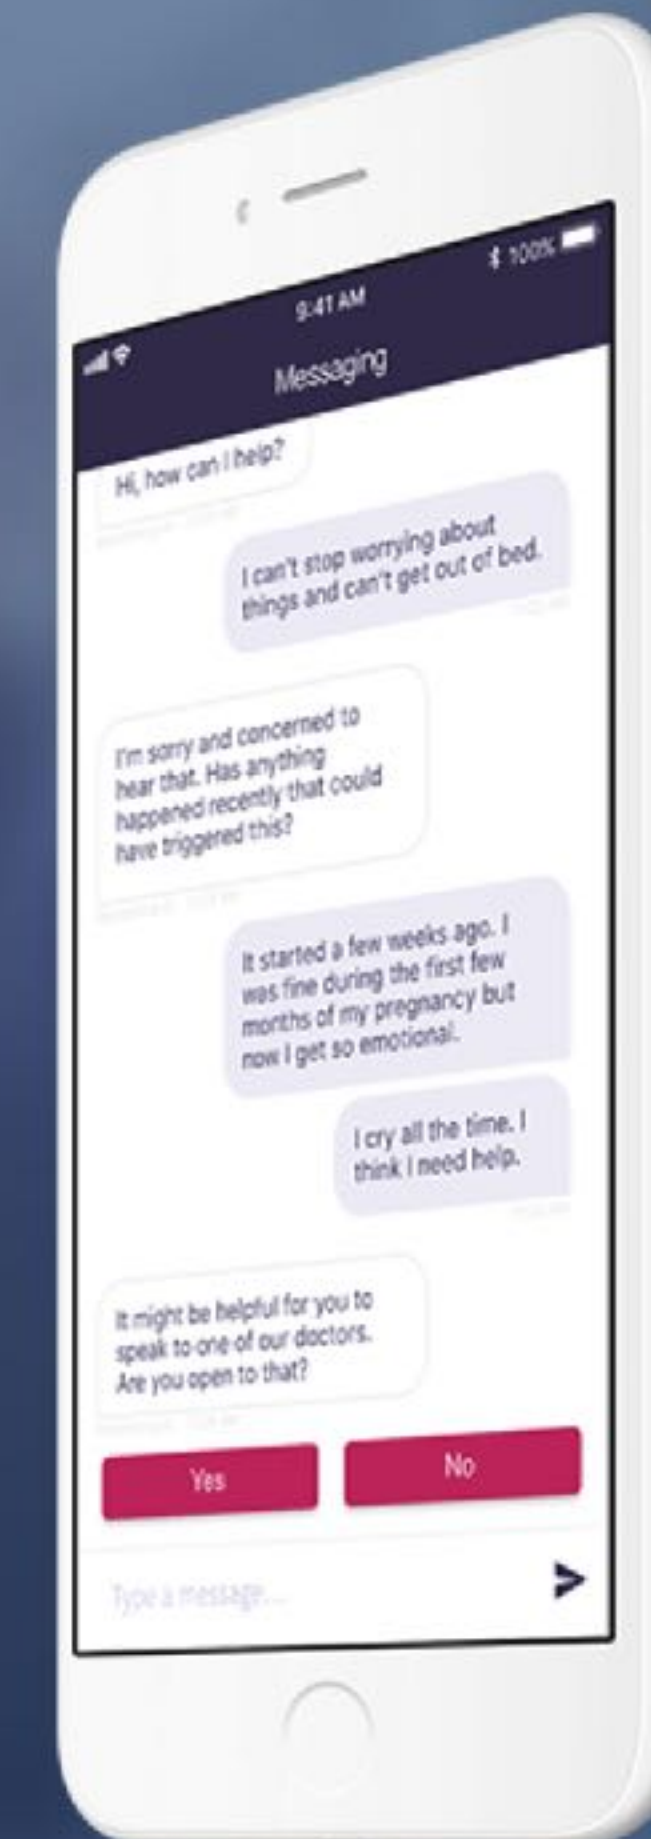 9:41 AM
100%
Messaging
Hi, how can I help?
I can't stop worrying about
things and can't get out of bed.
I'm sorry and concerned to
hear that. Has anything
happened recently that could
have triggered this?
It started a few weeks ago. I
was fine during the first few
months of my pregnancy but
now I get so emotional.
I cry all the time. I
think I need help.
It might be helpful for you to
speak to one of our doctors.
Are you open to that?
Yes
No
Type a message...